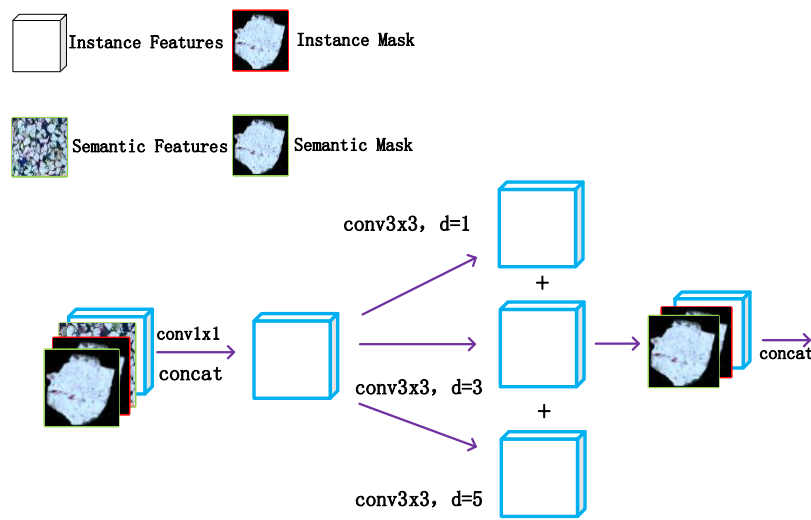 Instance Features
Instance Mask
Semantic Features
Semantic Mask
conv3x3, d=1
+
conv1x1
concat
concat
conv3x3, d=3
+
conv3x3, d=5